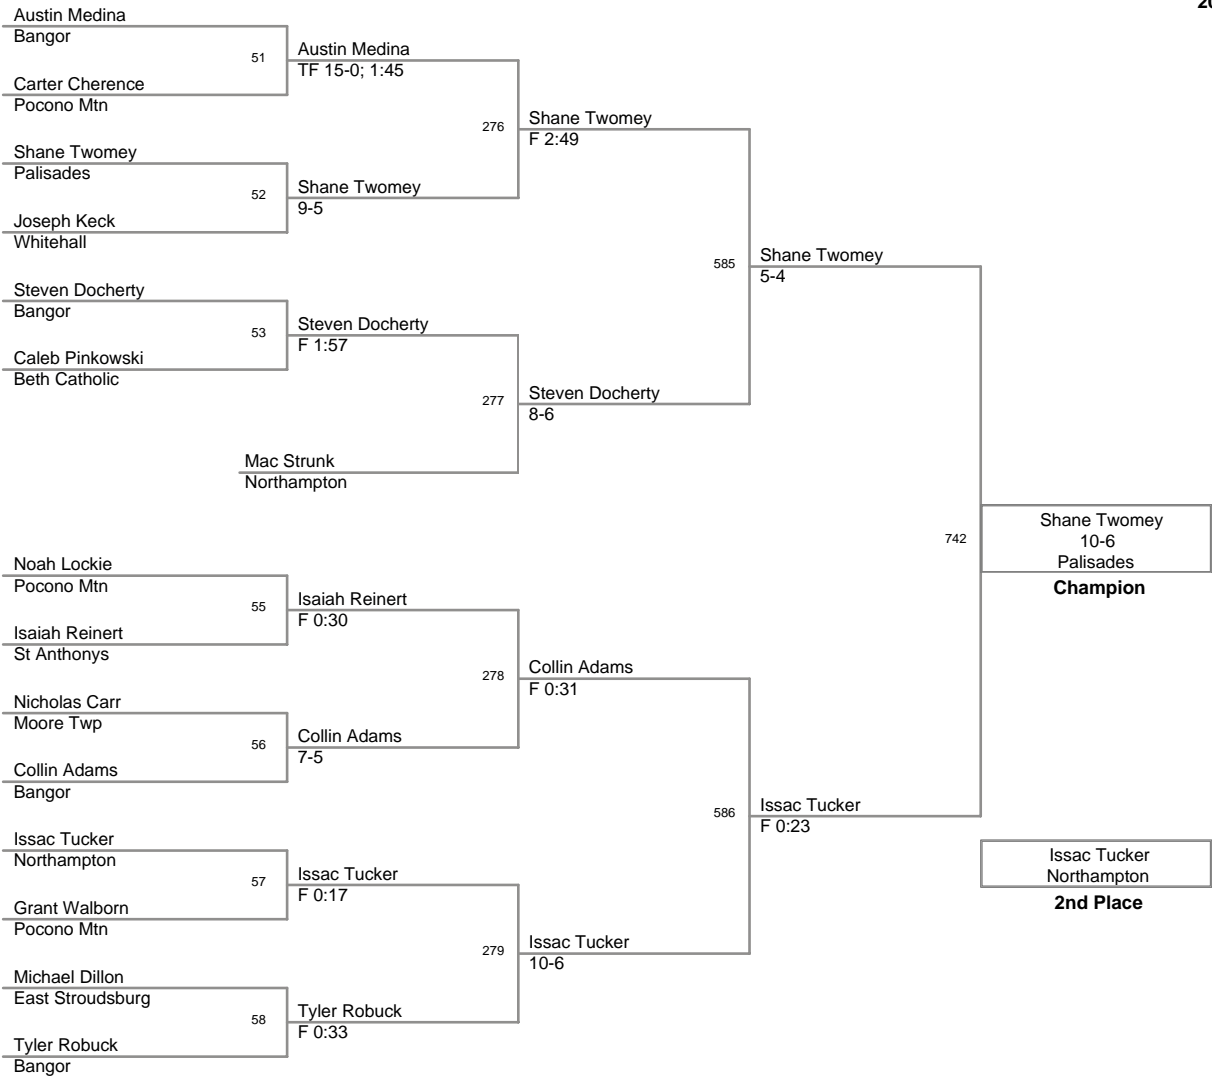 20
Austin Medina
Bangor
51
Austin Medina
TF 15-0; 1:45
Carter Cherence
Pocono Mtn
276
Shane Twomey
F 2:49
Shane Twomey
Palisades
52
Shane Twomey
9-5
Joseph Keck
Whitehall
585
Shane Twomey
5-4
Steven Docherty
Bangor
53
Steven Docherty
F 1:57
Caleb Pinkowski
Beth Catholic
277
Steven Docherty
8-6
Mac Strunk
Northampton
742
Shane Twomey
10-6
Palisades
Champion
Noah Lockie
Pocono Mtn
55
Isaiah Reinert
F 0:30
Isaiah Reinert
St Anthonys
278
Collin Adams
F 0:31
Nicholas Carr
Moore Twp
56
Collin Adams
7-5
Collin Adams
Bangor
586
Issac Tucker
F 0:23
Issac Tucker
Northampton
2nd Place
Issac Tucker
Northampton
57
Issac Tucker
F 0:17
Grant Walborn
Pocono Mtn
279
Issac Tucker
10-6
Michael Dillon
East Stroudsburg
58
Tyler Robuck
F 0:33
Tyler Robuck
Bangor